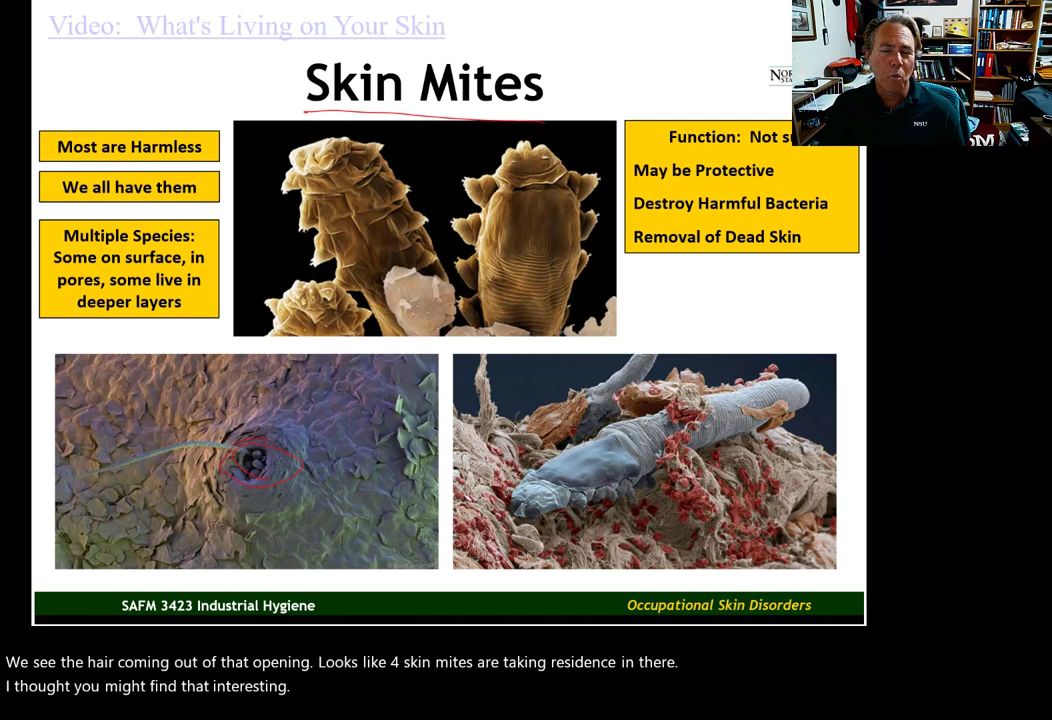 Video:  What's Living on Your Skin
Skin Mites
Most are Harmless
We all have them
Multiple Species:
Some on surface, in
pores, some live in
deeper layers
Function:  Not
May be Protective
Destroy Harmful Bacteria
Removal of Dead Skin
NSU
SAFM 3423 Industrial Hygiene
Occupational Skin Disorders
We see the hair coming out of that opening. Looks like 4 skin mites are taking residence in there.
I thought you might find that interesting.